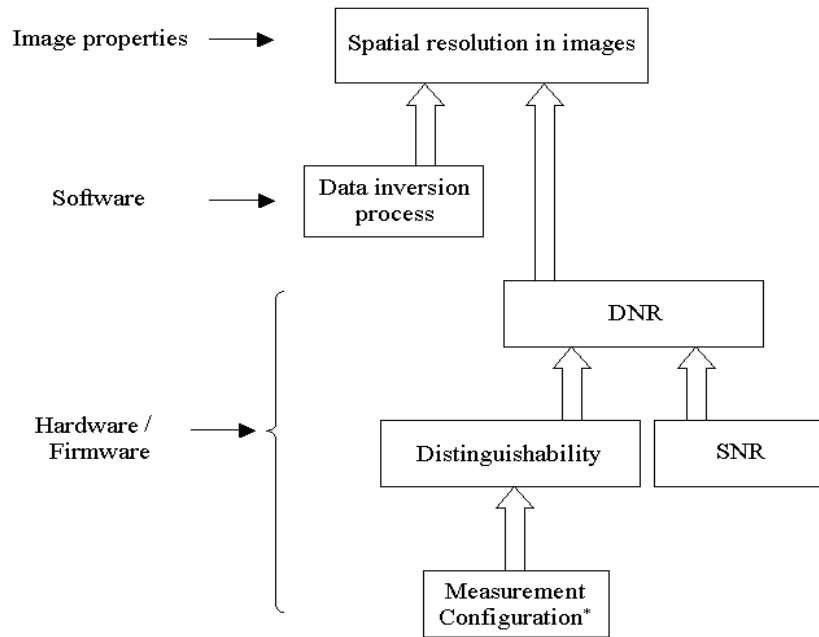 Image properties
Spatial resolution in images
Software
Data inversion
process
DNR
Hardware /
Firmware
Distinguishability
SNR
Measurement
Configuration*